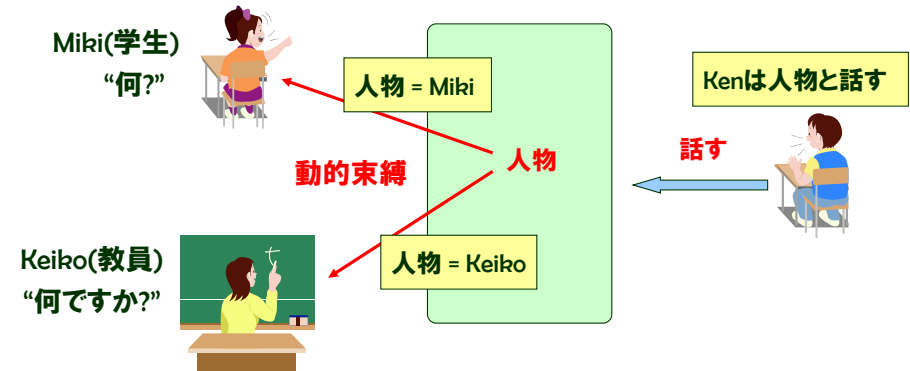 Miki(学生)
“何?”
人物 = Miki
Kenは人物と話す
話す
人物
動的束縛
Keiko(教員)
“何ですか?”
人物 = Keiko